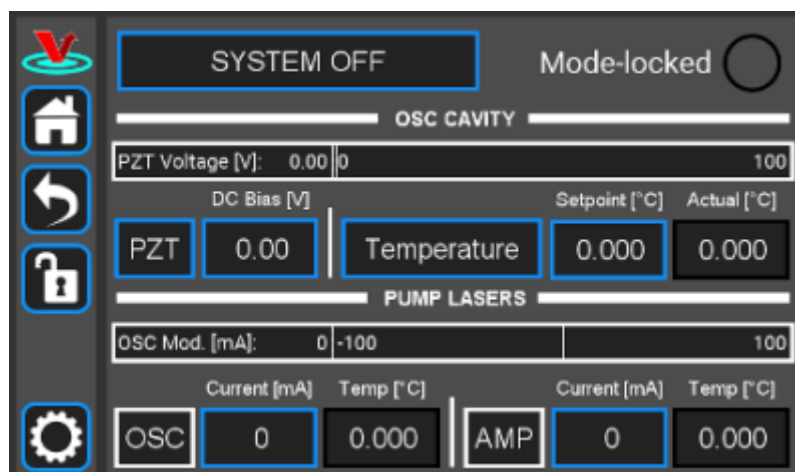 SYSTEM OFF Mode-locked
OSC CAVITY
PZT Voltage [V]: 0.00 0 100
DC Bias [V] Setpoint [°C] Actual [°C]
PZT 0.00 Temperature 0.000 0.000
PUMP LASERS
OSC Mod. [mA]: 0 -100 100
Current [mA] Temp [°C] Current [mA] Temp [°C]
OSC 0 0.000 AMP 0 0.000